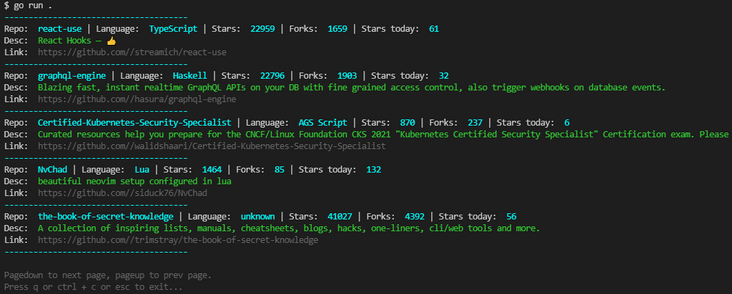 $ go run .
------------------------------------
Repo:  react-use | Language:  TypeScript | Stars:  22959 | Forks:  1659 | Stars today:  61
Desc:  React Hooks — 👍
Link:  https://github.com//streamich/react-use
------------------------------------
Repo:  graphql-engine | Language:  Haskell | Stars:  22796 | Forks:  1903 | Stars today:  32
Desc:  Blazing fast, instant realtime GraphQL APIs on your DB with fine grained access control, also trigger webhooks on database events.
Link:  https://github.com//hasura/graphql-engine
------------------------------------
Repo:  Certified-Kubernetes-Security-Specialist | Language:  AGS Script | Stars:  870 | Forks:  237 | Stars today:  6
Desc:  Curated resources help you prepare for the CNCF/Linux Foundation CKS 2021 "Kubernetes Certified Security Specialist" Certification exam. Please
Link:  https://github.com//walidshaari/Certified-Kubernetes-Security-Specialist
------------------------------------
Repo:  NvChad | Language:  Lua | Stars:  1464 | Forks:  85 | Stars today:  132
Desc:  beautiful neovim setup configured in lua
Link:  https://github.com//siduck76/NvChad
------------------------------------
Repo:  the-book-of-secret-knowledge | Language:  unknown | Stars:  41027 | Forks:  4392 | Stars today:  56
Desc:  A collection of inspiring lists, manuals, cheatsheets, blogs, hacks, one-liners, cli/web tools and more.
Link:  https://github.com//trimstray/the-book-of-secret-knowledge
------------------------------------
Pagedown to next page, pageup to prev page.
Press q or ctrl + c or esc to exit...